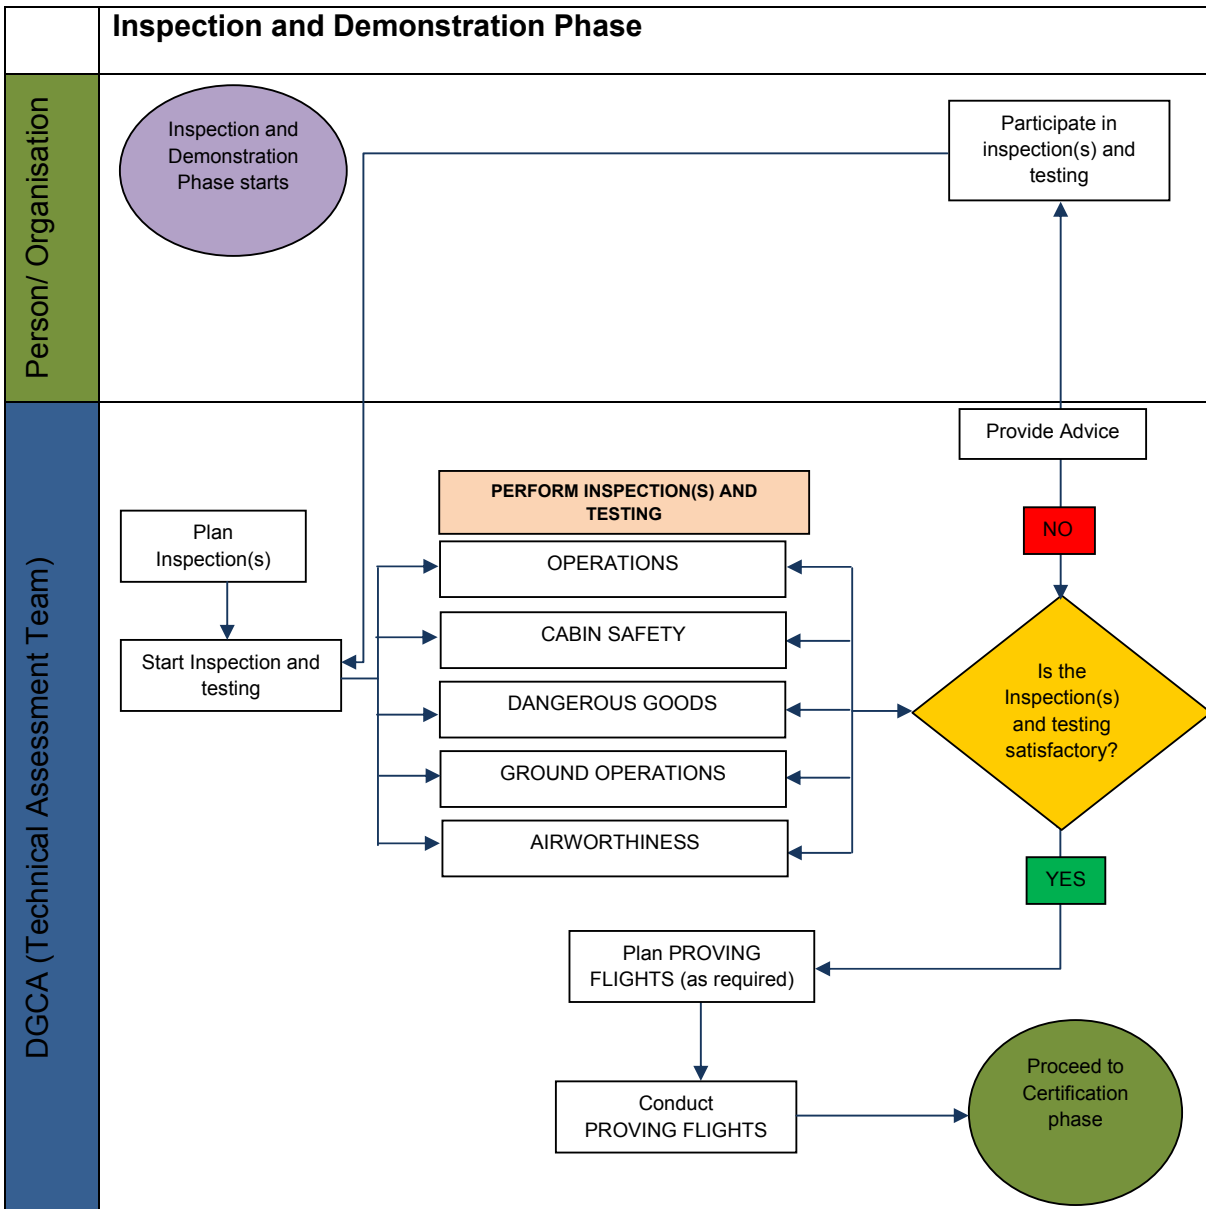 Inspection and Demonstration Phase
Person/ Organisation
Inspection and
Demonstration
Phase starts
Participate in
inspection(s) and
testing
DGCA (Technical Assessment Team)
Provide Advice
PERFORM INSPECTION(S) AND
TESTING
NO
Plan
Inspection(s)
OPERATIONS
CABIN SAFETY
Start Inspection and
testing
Is the
Inspection(s)
and testing
satisfactory?
DANGEROUS GOODS
GROUND OPERATIONS
AIRWORTHINESS
YES
Plan PROVING
FLIGHTS (as required)
Conduct
PROVING FLIGHTS
Proceed to
Certification
phase